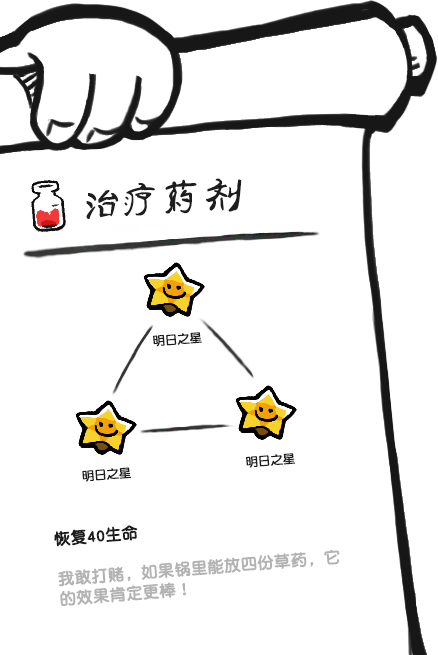 治疗药剂
明日之星
明日之星
明日之星
恢复40生命
我敢打赌，如果锅里能放四份草药，它
的效果肯定更棒！